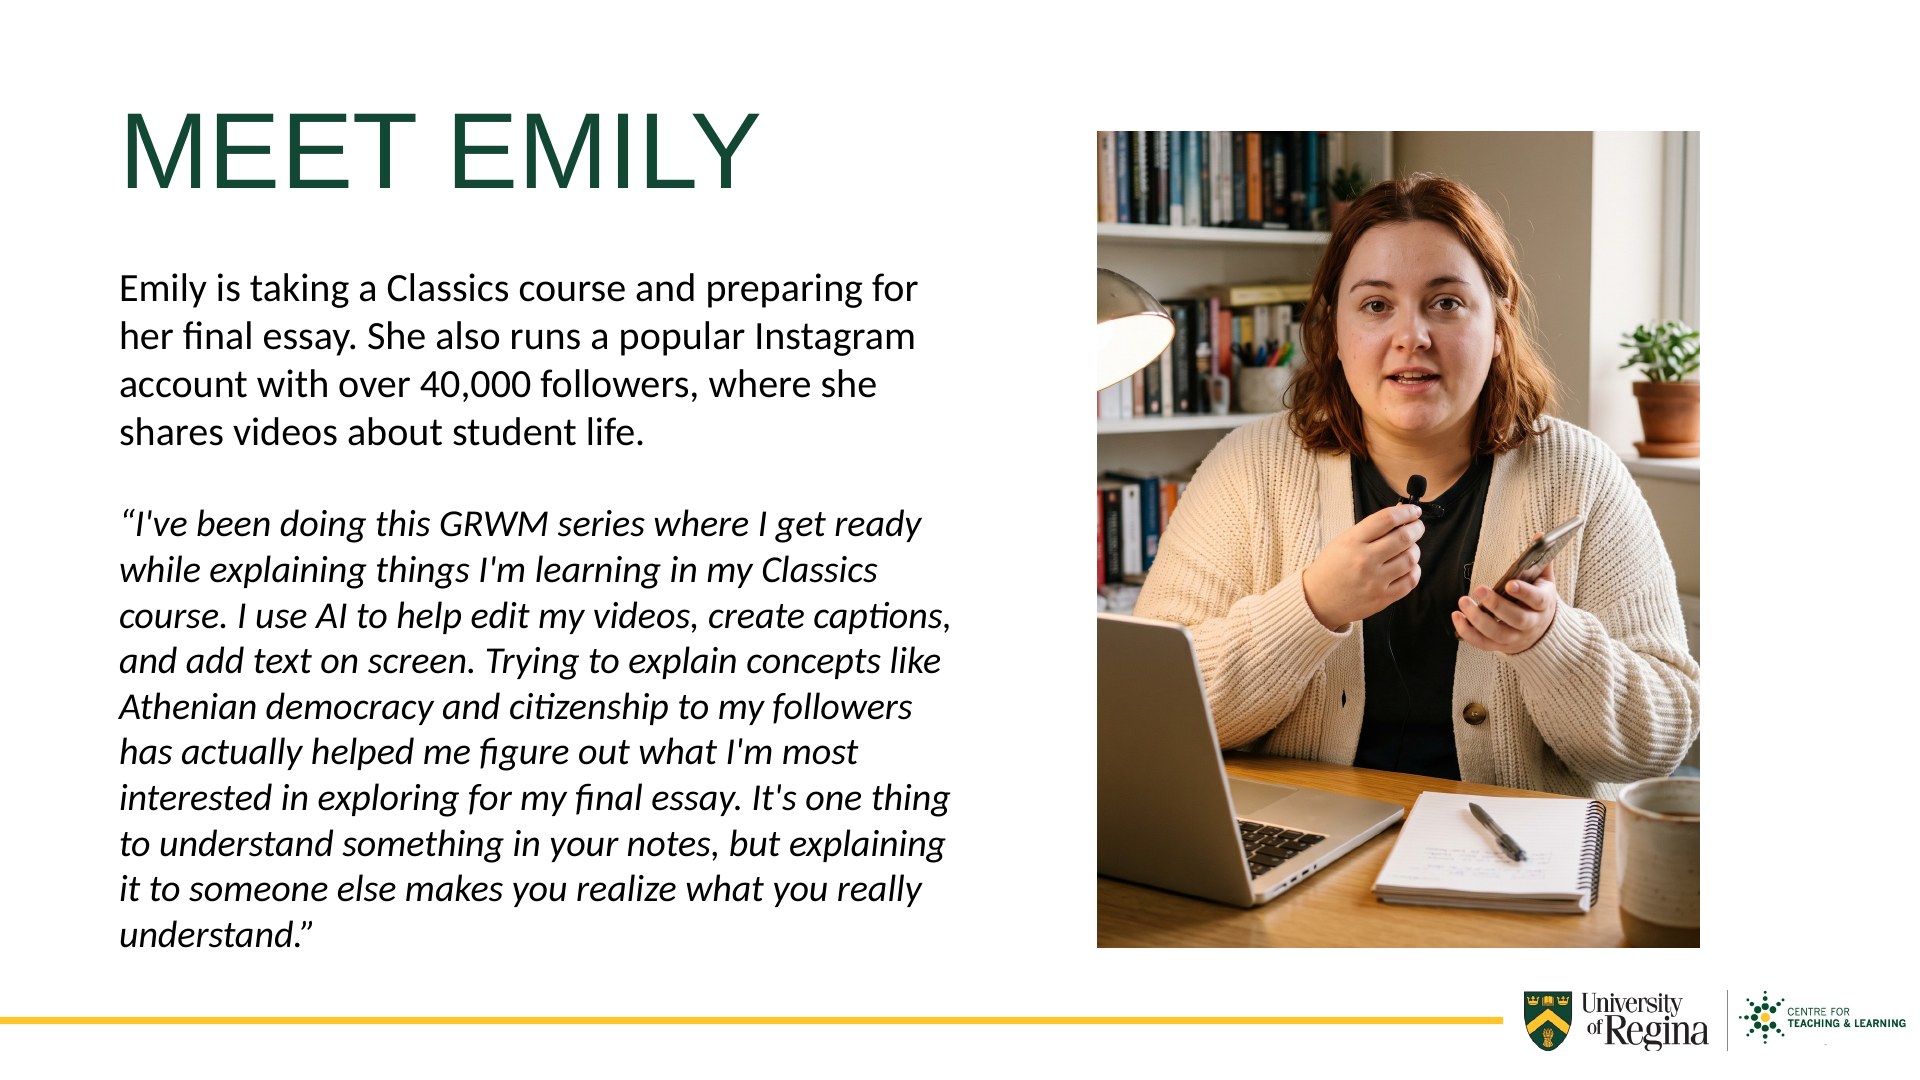 MEET EMILY
Emily is taking a Classics course and preparing for
her final essay. She also runs a popular Instagram
account with over 40,000 followers, where she
shares videos about student life.
“I've been doing this GRWM series where I get ready
while explaining things I'm learning in my Classics
course. I use AI to help edit my videos, create captions,
and add text on screen. Trying to explain concepts like
Athenian democracy and citizenship to my followers
has actually helped me figure out what I'm most
interested in exploring for my final essay. It's one thing
to understand something in your notes, but explaining
it to someone else makes you realize what you really
understand.”
University
of Regina
CENTRE FOR
TEACHING & LEARNING